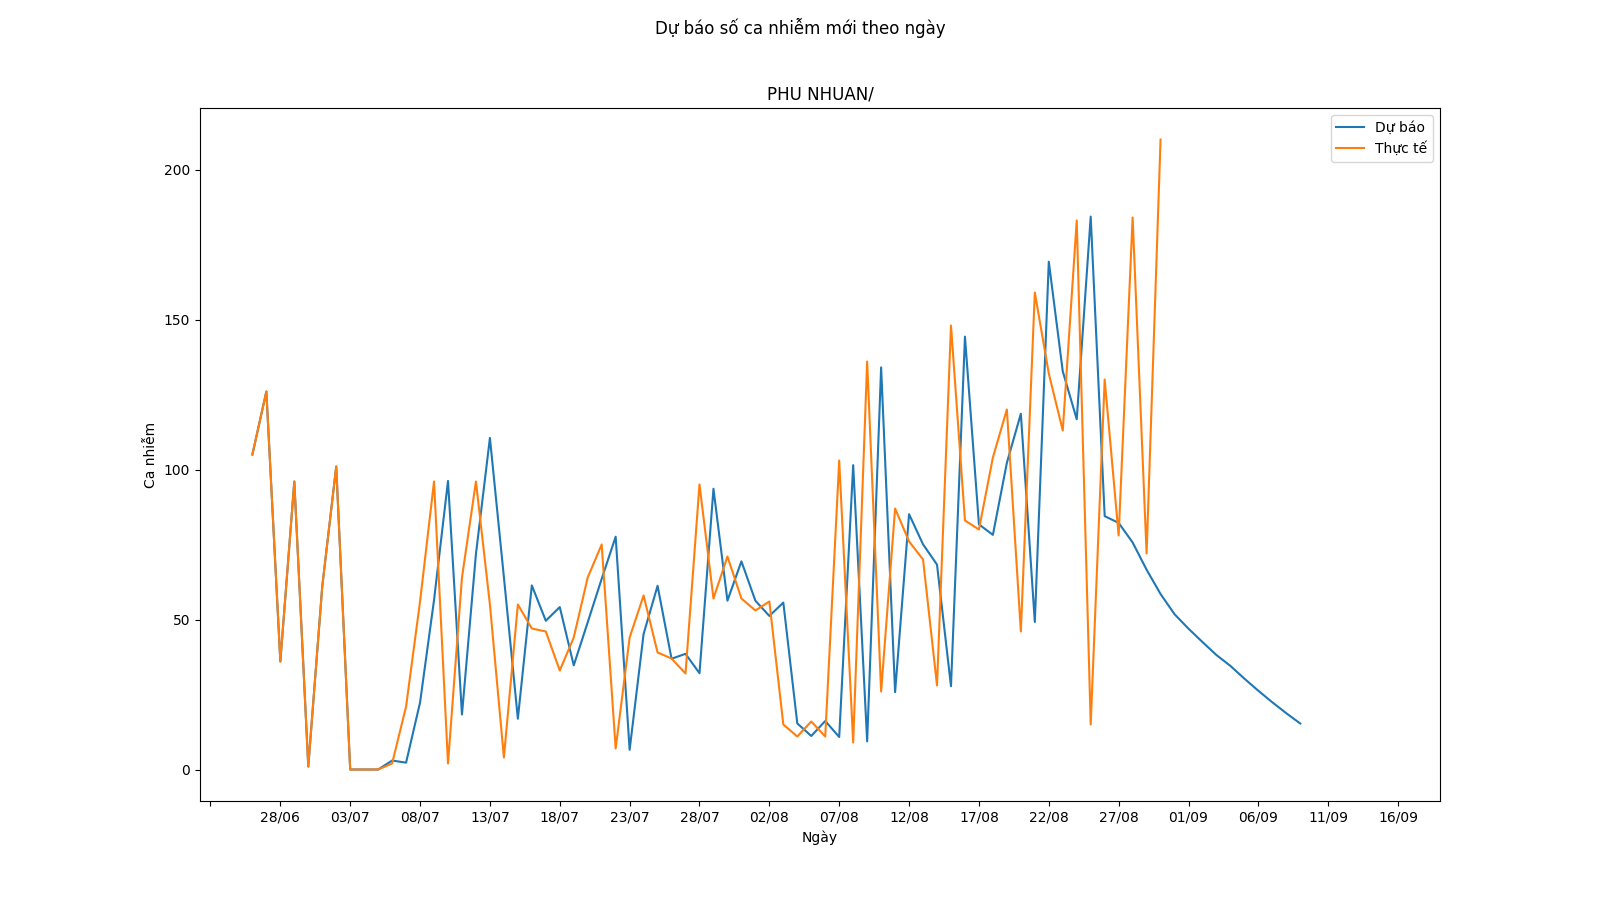 Dự báo số ca nhiễm mới theo ngày
PHU NHUAN/
Dự báo
Thực tế
200
150
100
50
0
Ca nhiễm
28/06 03/07 08/07 13/07 18/07 23/07 28/07 02/08 07/08 12/08 17/08 22/08 27/08 01/09 06/09 11/09 16/09
Ngày